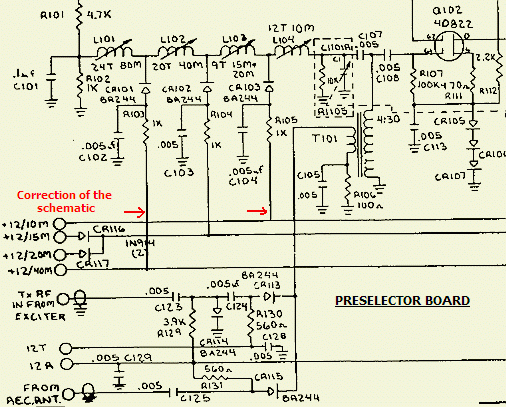 R101
4.7K
Q102
40822
L101
L102
L103
12T 10M
L104
C107
.005
24T 80M
20T 40M
9T 15M+
20M
.1uf
C101
R102
1K
CR101
BA244
CR102
BA244
CR103
BA244
10K
R1105
.005
C108
R107
100K
470Ω
R111
2.2K
R112
R103
1K
R104
1K
R105
1K
.005uf
C102
.005
C103
.005uf
C104
T101
4:30
.005
C113
CR105
CR106
CR107
C105
.005
R106
100Ω
Correction of the
schematic
+12/10M
+12/15M
+12/20M
+12/40M
CR116
CR117
1N914
(2)
TX RF
IN FROM
EXCITER
.005
C123
.005uf
C124
BA244
CR113
PRESELECTOR BOARD
3.9K
R129
CR114
BA244
R130
560Ω
C128
.005
12T
12R
.005 C129
560Ω
R131
CR115
BA244
FROM
REC.ANT.
.005
C125